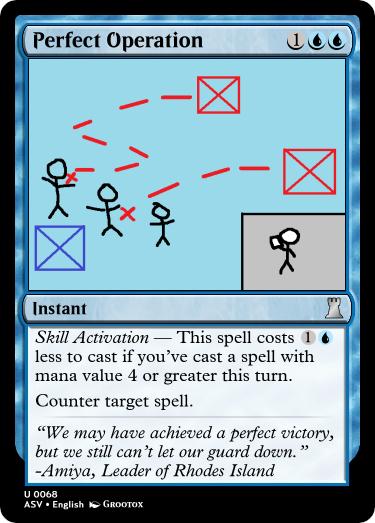 Perfect Operation 1
Instant
Skill Activation — This spell costs 1
less to cast if you've cast a spell with
mana value 4 or greater this turn.
Counter target spell.
“We may have achieved a perfect victory,
but we still can't let our guard down.”
-Amiya, Leader of Rhodes Island
U 0068
ASV • English Grootox